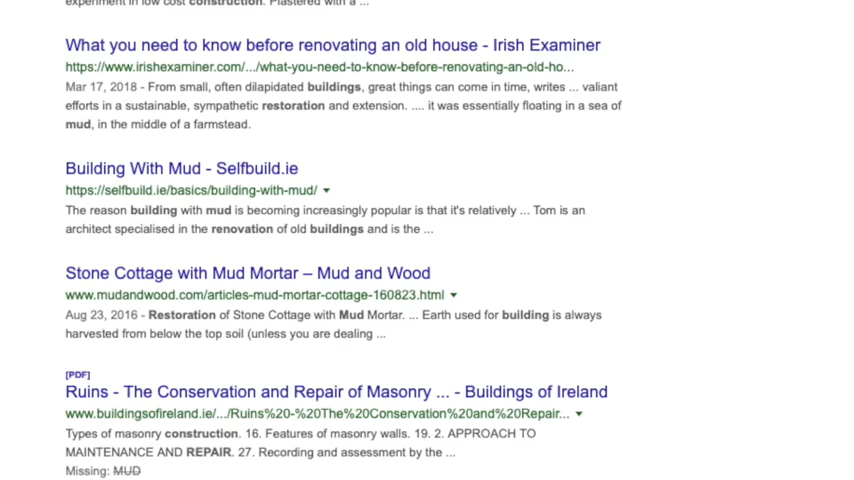 experiment in low cost construction. Plastered with a ...
What you need to know before renovating an old house - Irish Examiner
https://www.irishexaminer.com/.../what-you-need-to-know-before-renovating-an-old-ho...
Mar 17, 2018 - From small, often dilapidated buildings, great things can come in time, writes ... valiant
efforts in a sustainable, sympathetic restoration and extension. .... it was essentially floating in a sea of
mud, in the middle of a farmstead.
Building With Mud - Selfbuild.ie
https://selfbuild.ie/basics/building-with-mud/
The reason building with mud is becoming increasingly popular is that it's relatively ... Tom is an
architect specialised in the renovation of old buildings and is the ...
Stone Cottage with Mud Mortar – Mud and Wood
www.mudandwood.com/articles-mud-mortar-cottage-160823.html
Aug 23, 2016 - Restoration of Stone Cottage with Mud Mortar. ... Earth used for building is always
harvested from below the top soil (unless you are dealing ...
[PDF]
Ruins - The Conservation and Repair of Masonry ... - Buildings of Ireland
www.buildingsofireland.ie/.../Ruins%20-%20The%20Conservation%20and%20Repair...
Types of masonry construction. 16. Features of masonry walls. 19. 2. APPROACH TO
MAINTENANCE AND REPAIR. 27. Recording and assessment by the ...
Missing: MUD